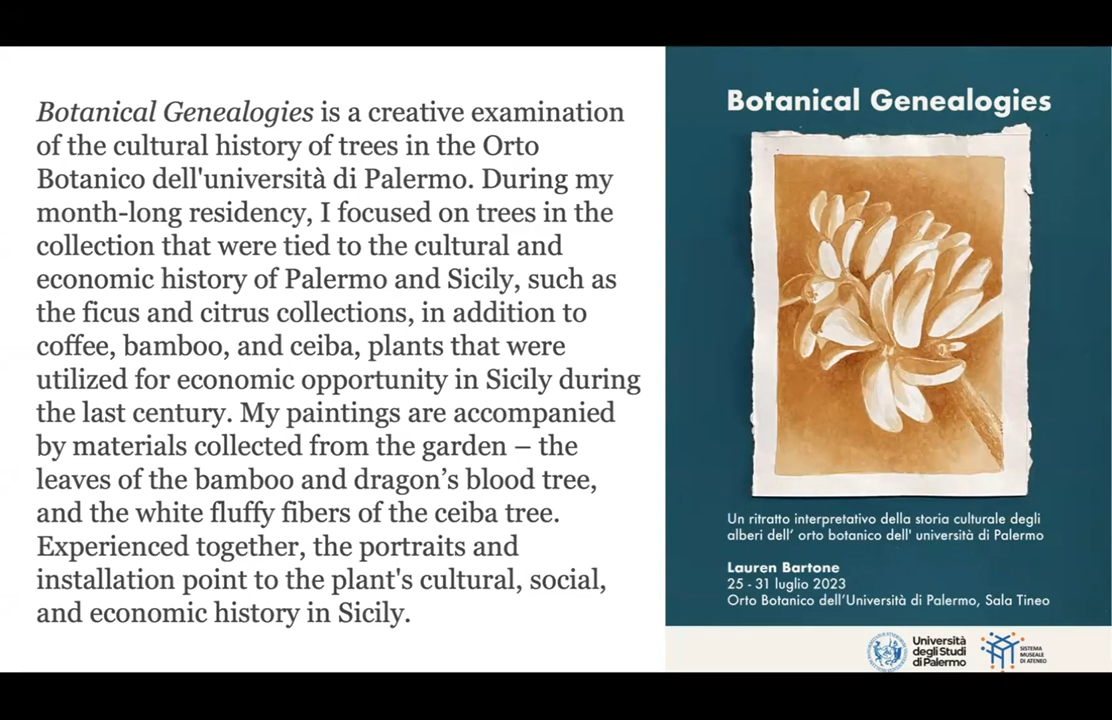 Botanical Genealogies is a creative examination
of the cultural history of trees in the Orto
Botanico dell'università di Palermo. During my
month-long residency, I focused on trees in the
collection that were tied to the cultural and
economic history of Palermo and Sicily, such as
the ficus and citrus collections, in addition to
coffee, bamboo, and ceiba, plants that were
utilized for economic opportunity in Sicily during
the last century. My paintings are accompanied
by materials collected from the garden – the
leaves of the bamboo and dragon’s blood tree,
and the white fluffy fibers of the ceiba tree.
Experienced together, the portraits and
installation point to the plant's cultural, social,
and economic history in Sicily.
Botanical Genealogies
Un ritratto interpretativo della storia culturale degli
alberi dell’ orto botanico dell' università di Palermo
Lauren Bartone
25 - 31 luglio 2023
Orto Botanico dell’Università di Palermo, Sala Tineo
Università
degli Studi
di Palermo
SISTEMA
MUSEALE
DI ATENEO